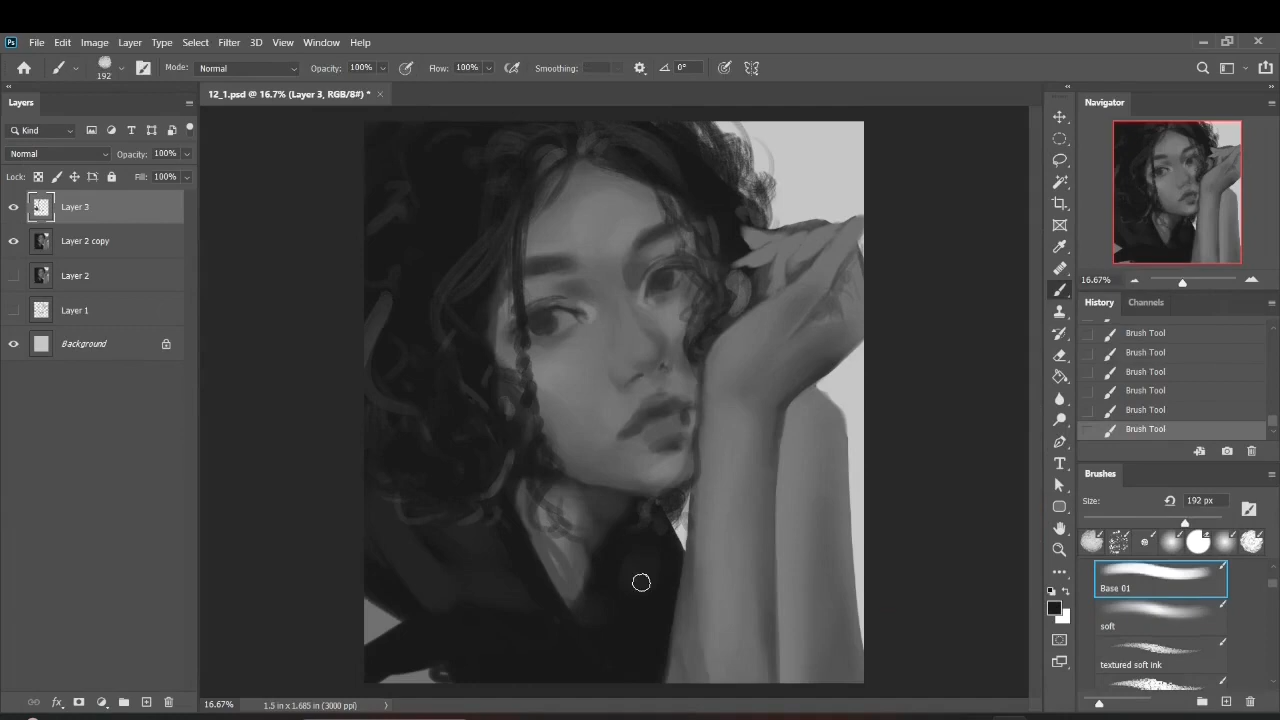 Ps File Edit Image Layer Type Select Filter 3D View Window Help
192 Mode: Normal Opacity: 100% Flow: 100% Smoothing: 0°
Layers
12_1.psd @ 16.7% (Layer 3, RGB/8#) * ×
Navigator
Kind
Normal Opacity: 100%
Lock: Fill: 100%
Layer 3
Layer 2 copy
Layer 2
Layer 1
Background
16.67%
History Channels
Brush Tool
Brush Tool
Brush Tool
Brush Tool
Brush Tool
Brush Tool
Brushes
Size: 192 px
Base 01
soft
textured soft ink
16.67% 1.5 in x 1.685 in (3000 ppi)